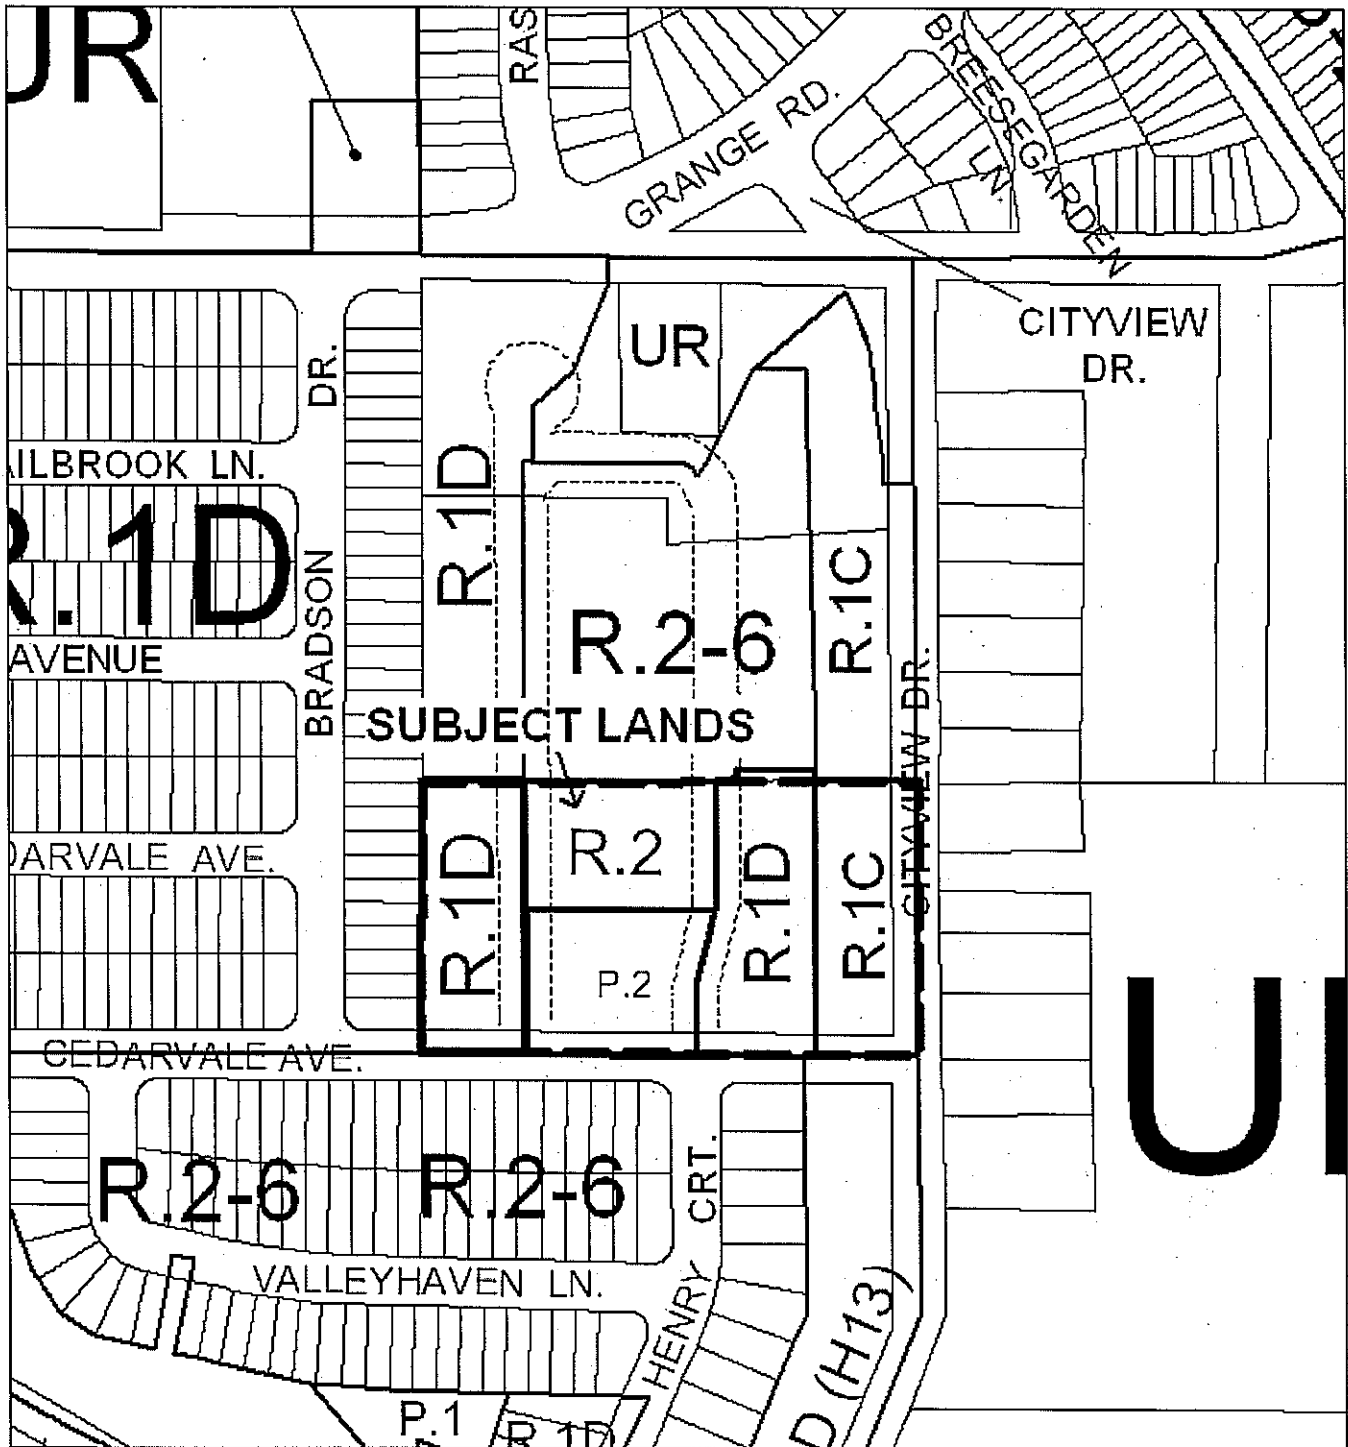 UR
RAS
GRANGE RD.
BREESEGARDEN
LN.
CITYVIEW
DR.
UR
DR.
AILBROOK LN.
R.1D
R.1D
BRADSON
AVENUE
R.2-6
R.1C
CITYVIEW DR.
SUBJECT LANDS
DARVALE AVE.
R.1D
R.2
R.1D
R.1C
P.2
U
CEDARVALE AVE.
R.2-6
R.2-6
CRT.
VALLEYHAVEN LN.
HENRY
D (H13)
P.1
R.1D